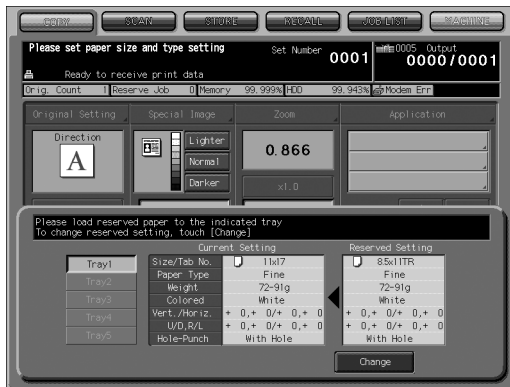 COPY SCAN STORE RECALL JOB LIST MACHINE
Please set paper size and type setting
Set Number 0001
0005 Output
0000/0001
Ready to receive print data
Orig. Count 1 Reserve Job 0 Memory 99.999% HDD 99.943% Modem Err
Original Setting Special Image Zoom Application
Direction
A
Lighter
Normal
Darker
0.866
x1.0
Please load reserved paper to the indicated tray
To change reserved setting, touch [Change]
Current Setting Reserved Setting
Tray1
Tray2
Tray3
Tray4
Tray5
Size/Tab No. 11x17 8.5x11TR
Paper Type Fine Fine
Weight 72-91g 72-91g
Colored White White
Vert./Horiz. + 0,+ 0/+ 0,+ 0 + 0,+ 0/+ 0,+ 0
U/D,R/L + 0,+ 0/+ 0,+ 0 + 0,+ 0/+ 0,+ 0
Hole-Punch With Hole With Hole
Change